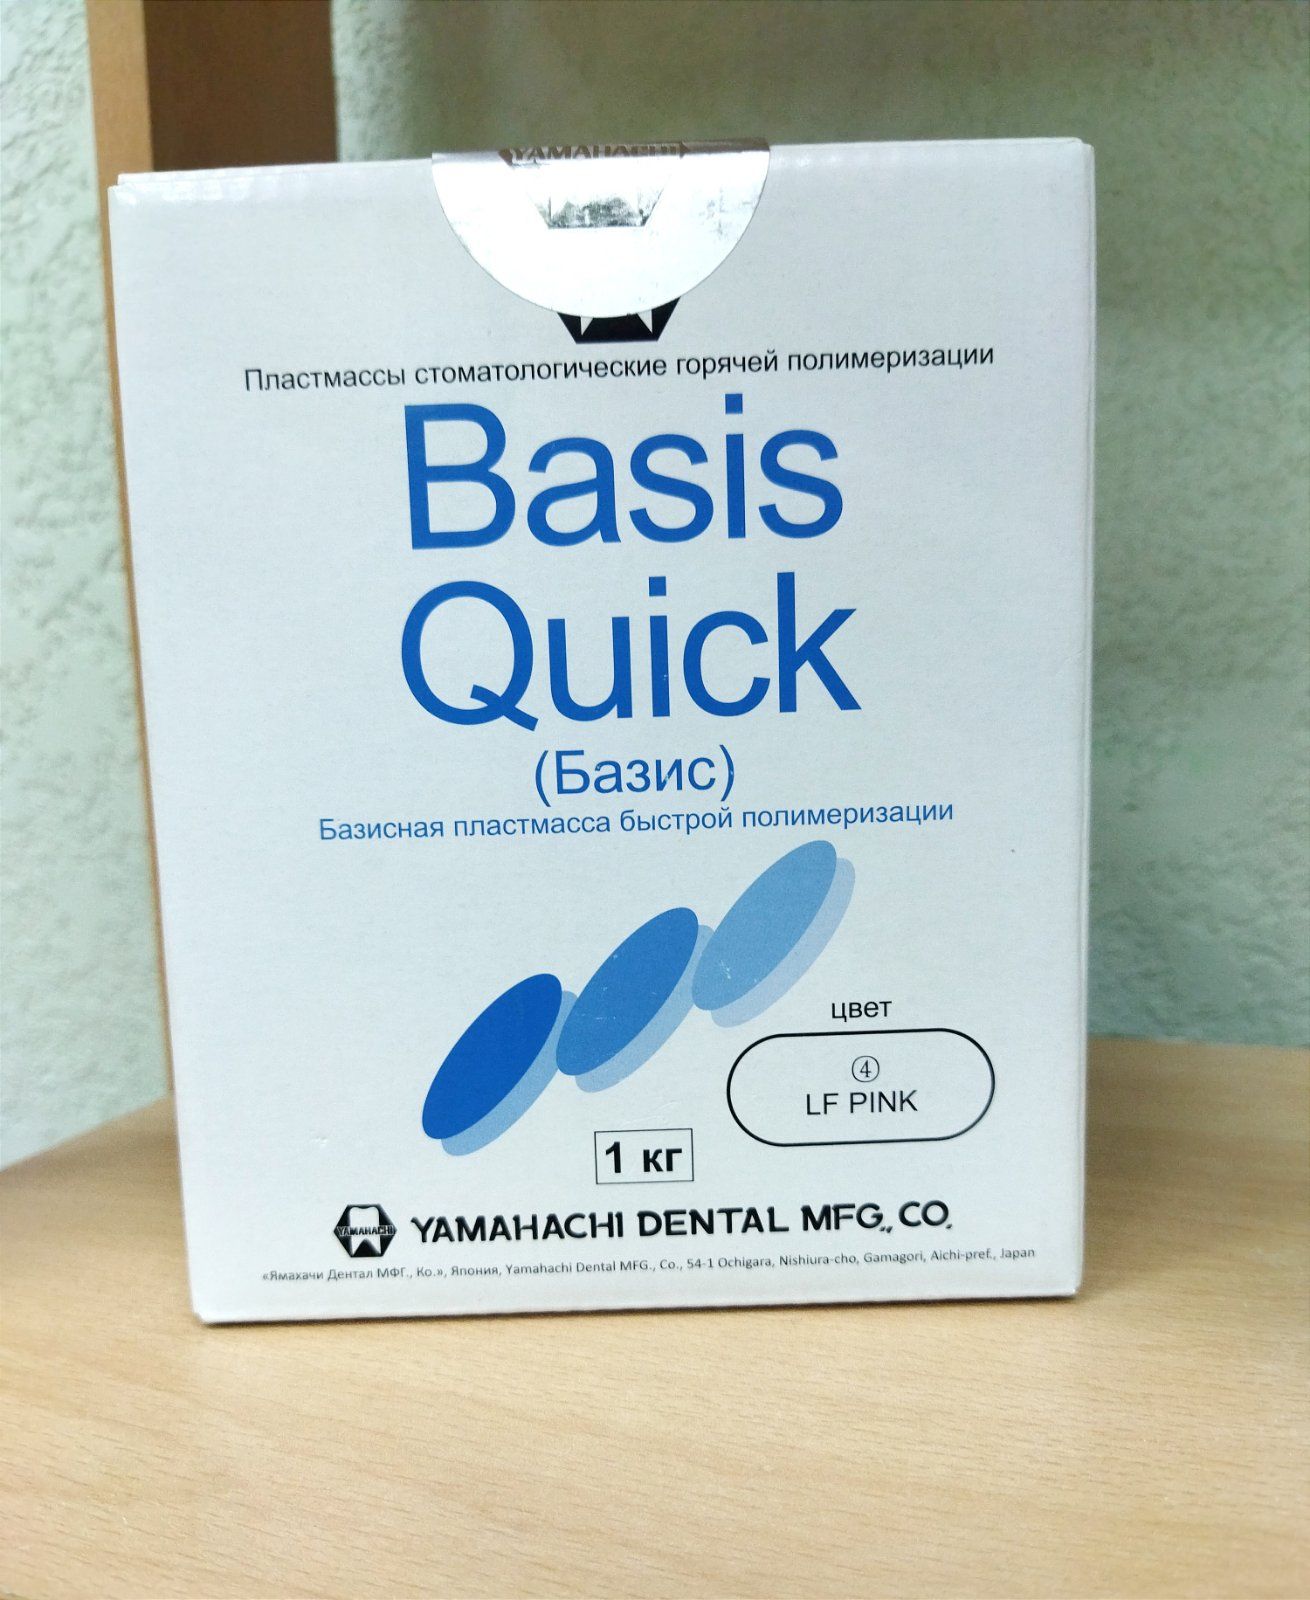 YAMAHACHI
Пластмассы стоматологические горячей полимеризации
Basis
Quick
(Базис)
Базисная пластмасса быстрой полимеризации
цвет
④
LF PINK
1 кг
YAMAHACHI
YAMAHACHI DENTAL MFG., CO.
«Ямахачи Дентал МФГ., Ко.», Япония, Yamahachi Dental MFG., Co., 54-1 Ochigara, Nishiura-cho, Gamagori, Aichi-pref., Japan